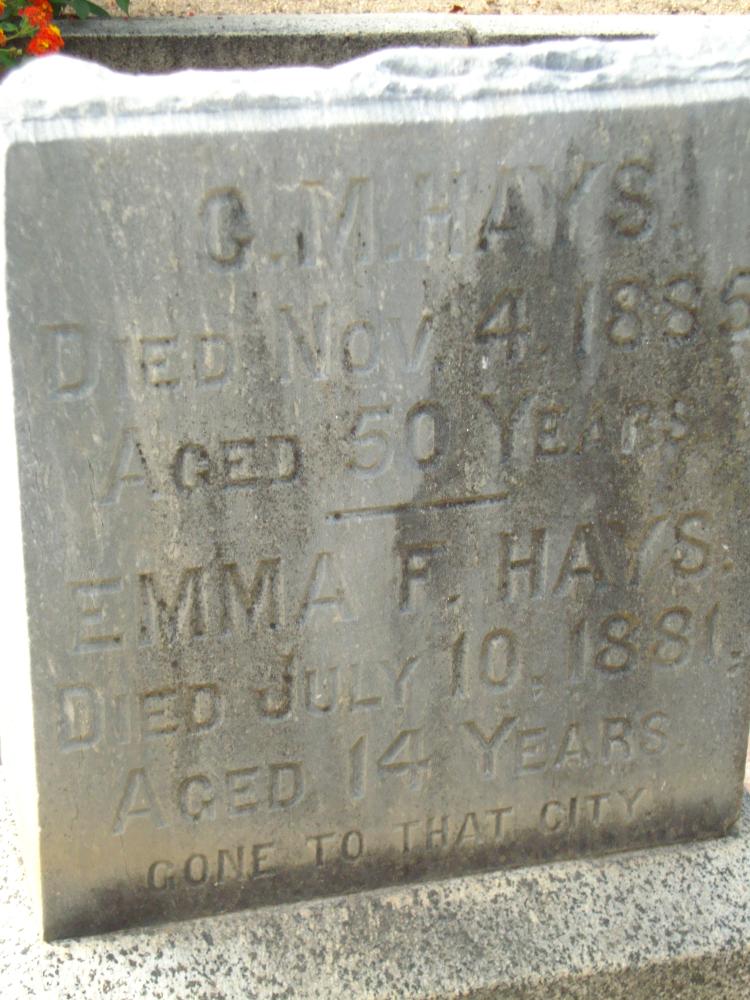 G. M. HAYS.
DIED NOV. 4, 1885
AGED 50 YEARS
EMMA F. HAYS.
DIED JULY 10, 1881,
AGED 14 YEARS.
GONE TO THAT CITY.